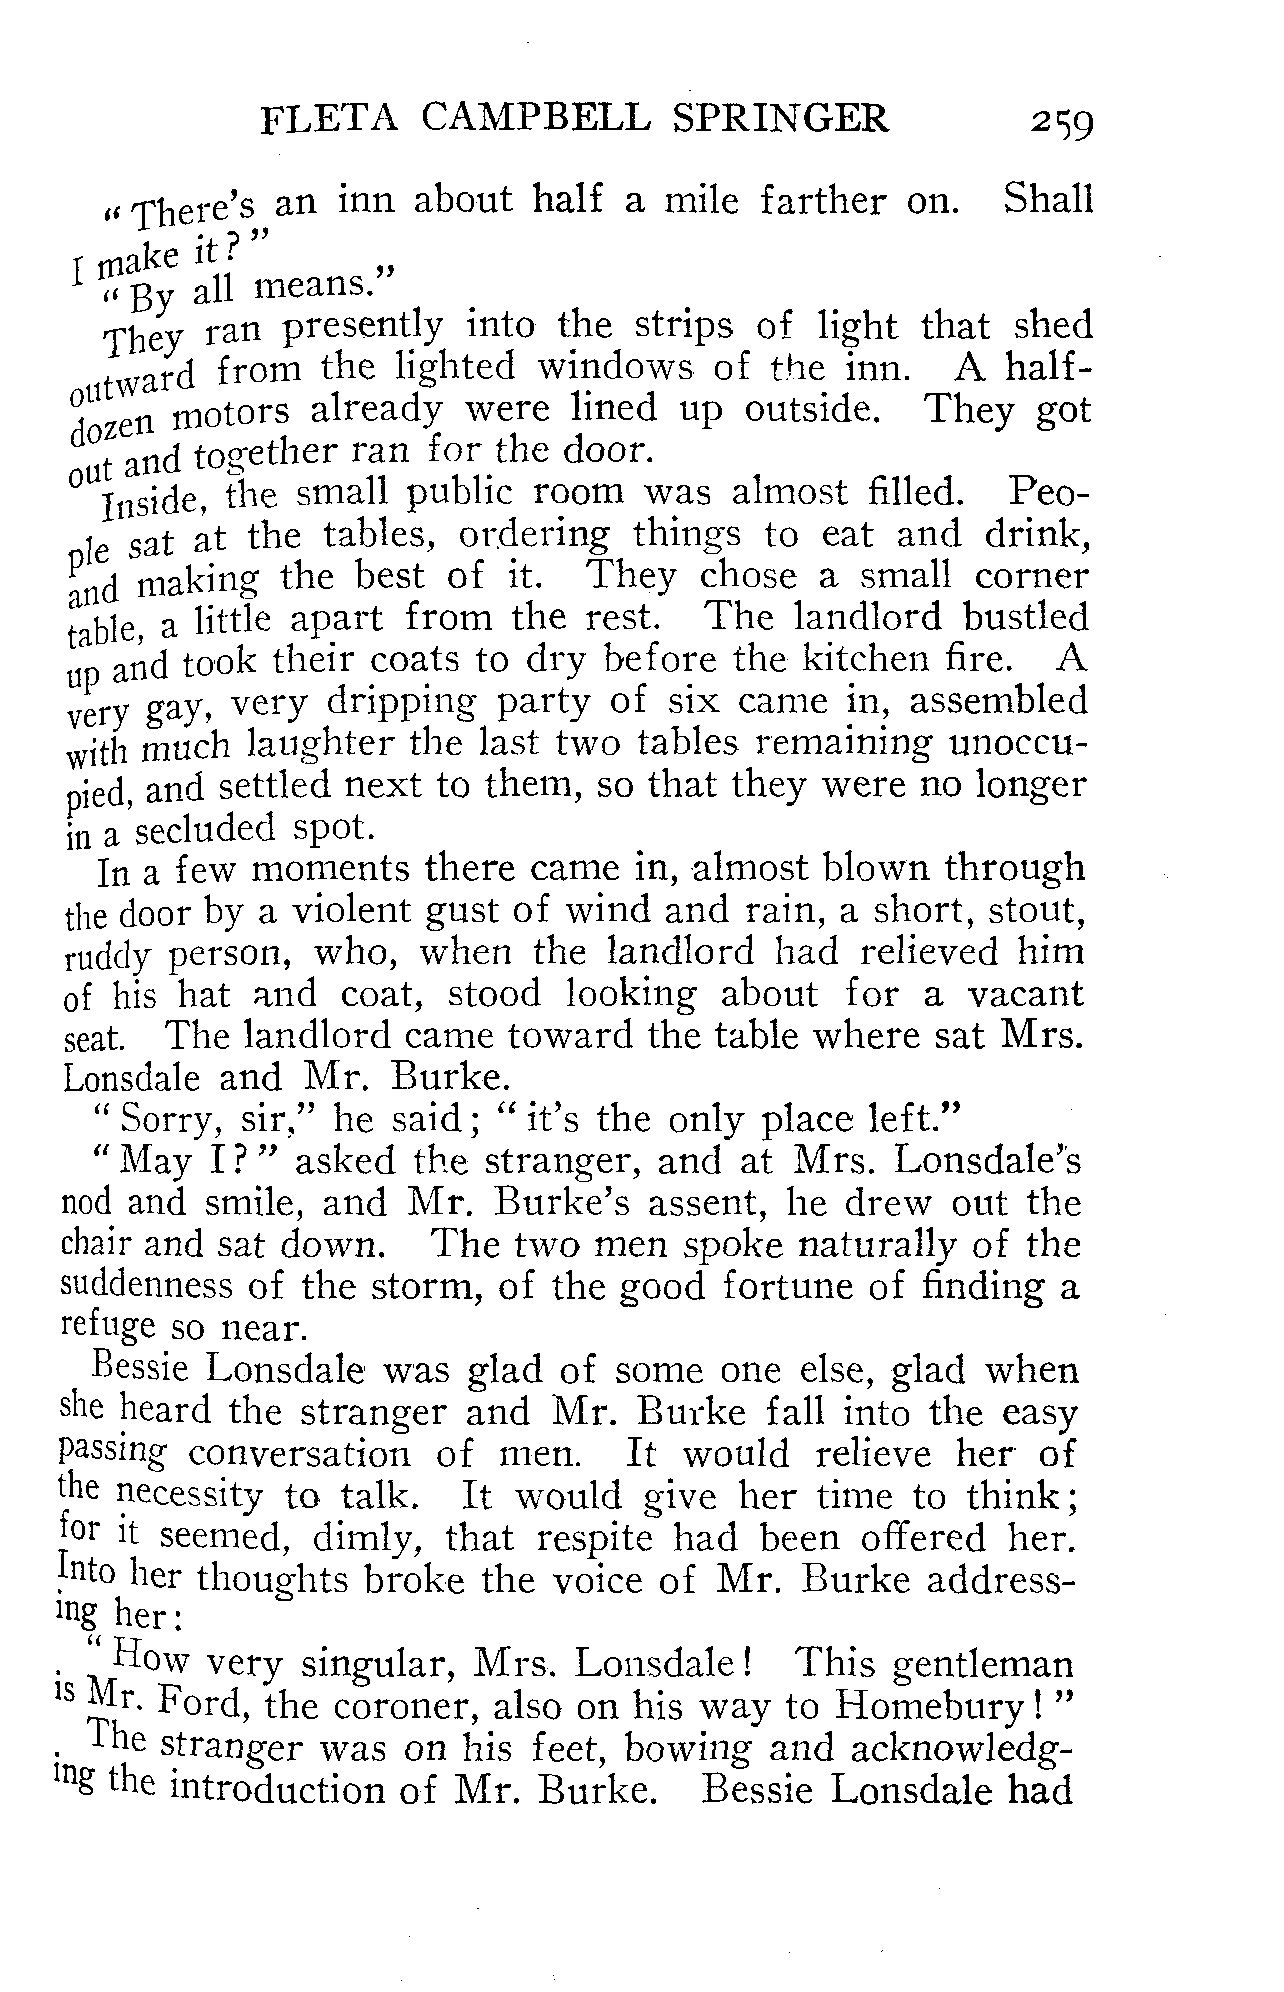 FLETA CAMPBELL SPRINGER 259
"There's an inn about half a mile farther on. Shall
I make it?"
"By all means."
They ran presently into the strips of light that shed
outward from the lighted windows of the inn. A half-
dozen motors already were lined up outside. They got
out and together ran for the door.
Inside, the small public room was almost filled. Peo-
ple sat at the tables, ordering things to eat and drink,
and making the best of it. They chose a small corner
table, a little apart from the rest. The landlord bustled
up and took their coats to dry before the kitchen fire. A
very gay, very dripping party of six came in, assembled
with much laughter the last two tables remaining unoccu-
pied, and settled next to them, so that they were no longer
in a secluded spot.
In a few moments there came in, almost blown through
the door by a violent gust of wind and rain, a short, stout,
ruddy person, who, when the landlord had relieved him
of his hat and coat, stood looking about for a vacant
seat. The landlord came toward the table where sat Mrs.
Lonsdale and Mr. Burke.
"Sorry, sir," he said; "it's the only place left."
"May I?" asked the stranger, and at Mrs. Lonsdale's
nod and smile, and Mr. Burke's assent, he drew out the
chair and sat down. The two men spoke naturally of the
suddenness of the storm, of the good fortune of finding a
refuge so near.
Bessie Lonsdale was glad of some one else, glad when
she heard the stranger and Mr. Burke fall into the easy
passing conversation of men. It would relieve her of
the necessity to talk. It would give her time to think;
for it seemed, dimly, that respite had been offered her.
Into her thoughts broke the voice of Mr. Burke address-
ing her:
"How very singular, Mrs. Lonsdale! This gentleman
is Mr. Ford, the coroner, also on his way to Homebury!"
The stranger was on his feet, bowing and acknowledg-
ing the introduction of Mr. Burke. Bessie Lonsdale had